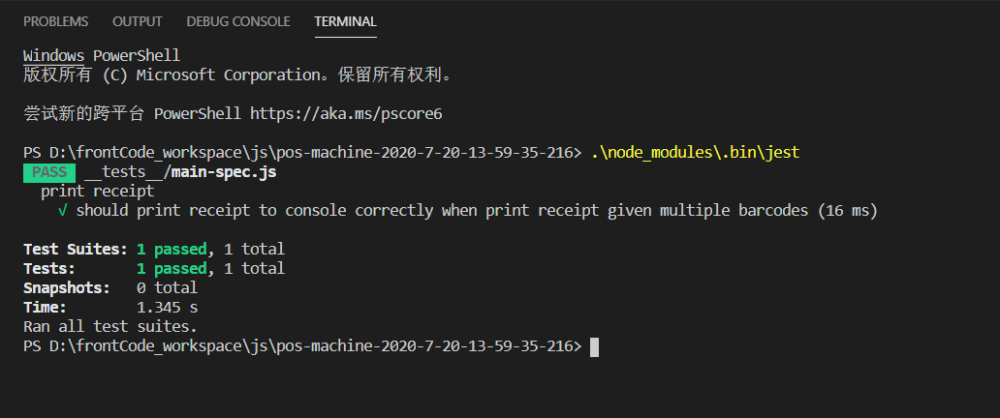 PROBLEMS OUTPUT DEBUG CONSOLE TERMINAL
Windows PowerShell
版权所有 (C) Microsoft Corporation。保留所有权利。
尝试新的跨平台 PowerShell https://aka.ms/pscore6
PS D:\frontCode_workspace\js\pos-machine-2020-7-20-13-59-35-216> .\node_modules\.bin\jest
PASS __tests__/main-spec.js
print receipt
√ should print receipt to console correctly when print receipt given multiple barcodes (16 ms)
Test Suites: 1 passed, 1 total
Tests: 1 passed, 1 total
Snapshots: 0 total
Time: 1.345 s
Ran all test suites.
PS D:\frontCode_workspace\js\pos-machine-2020-7-20-13-59-35-216>